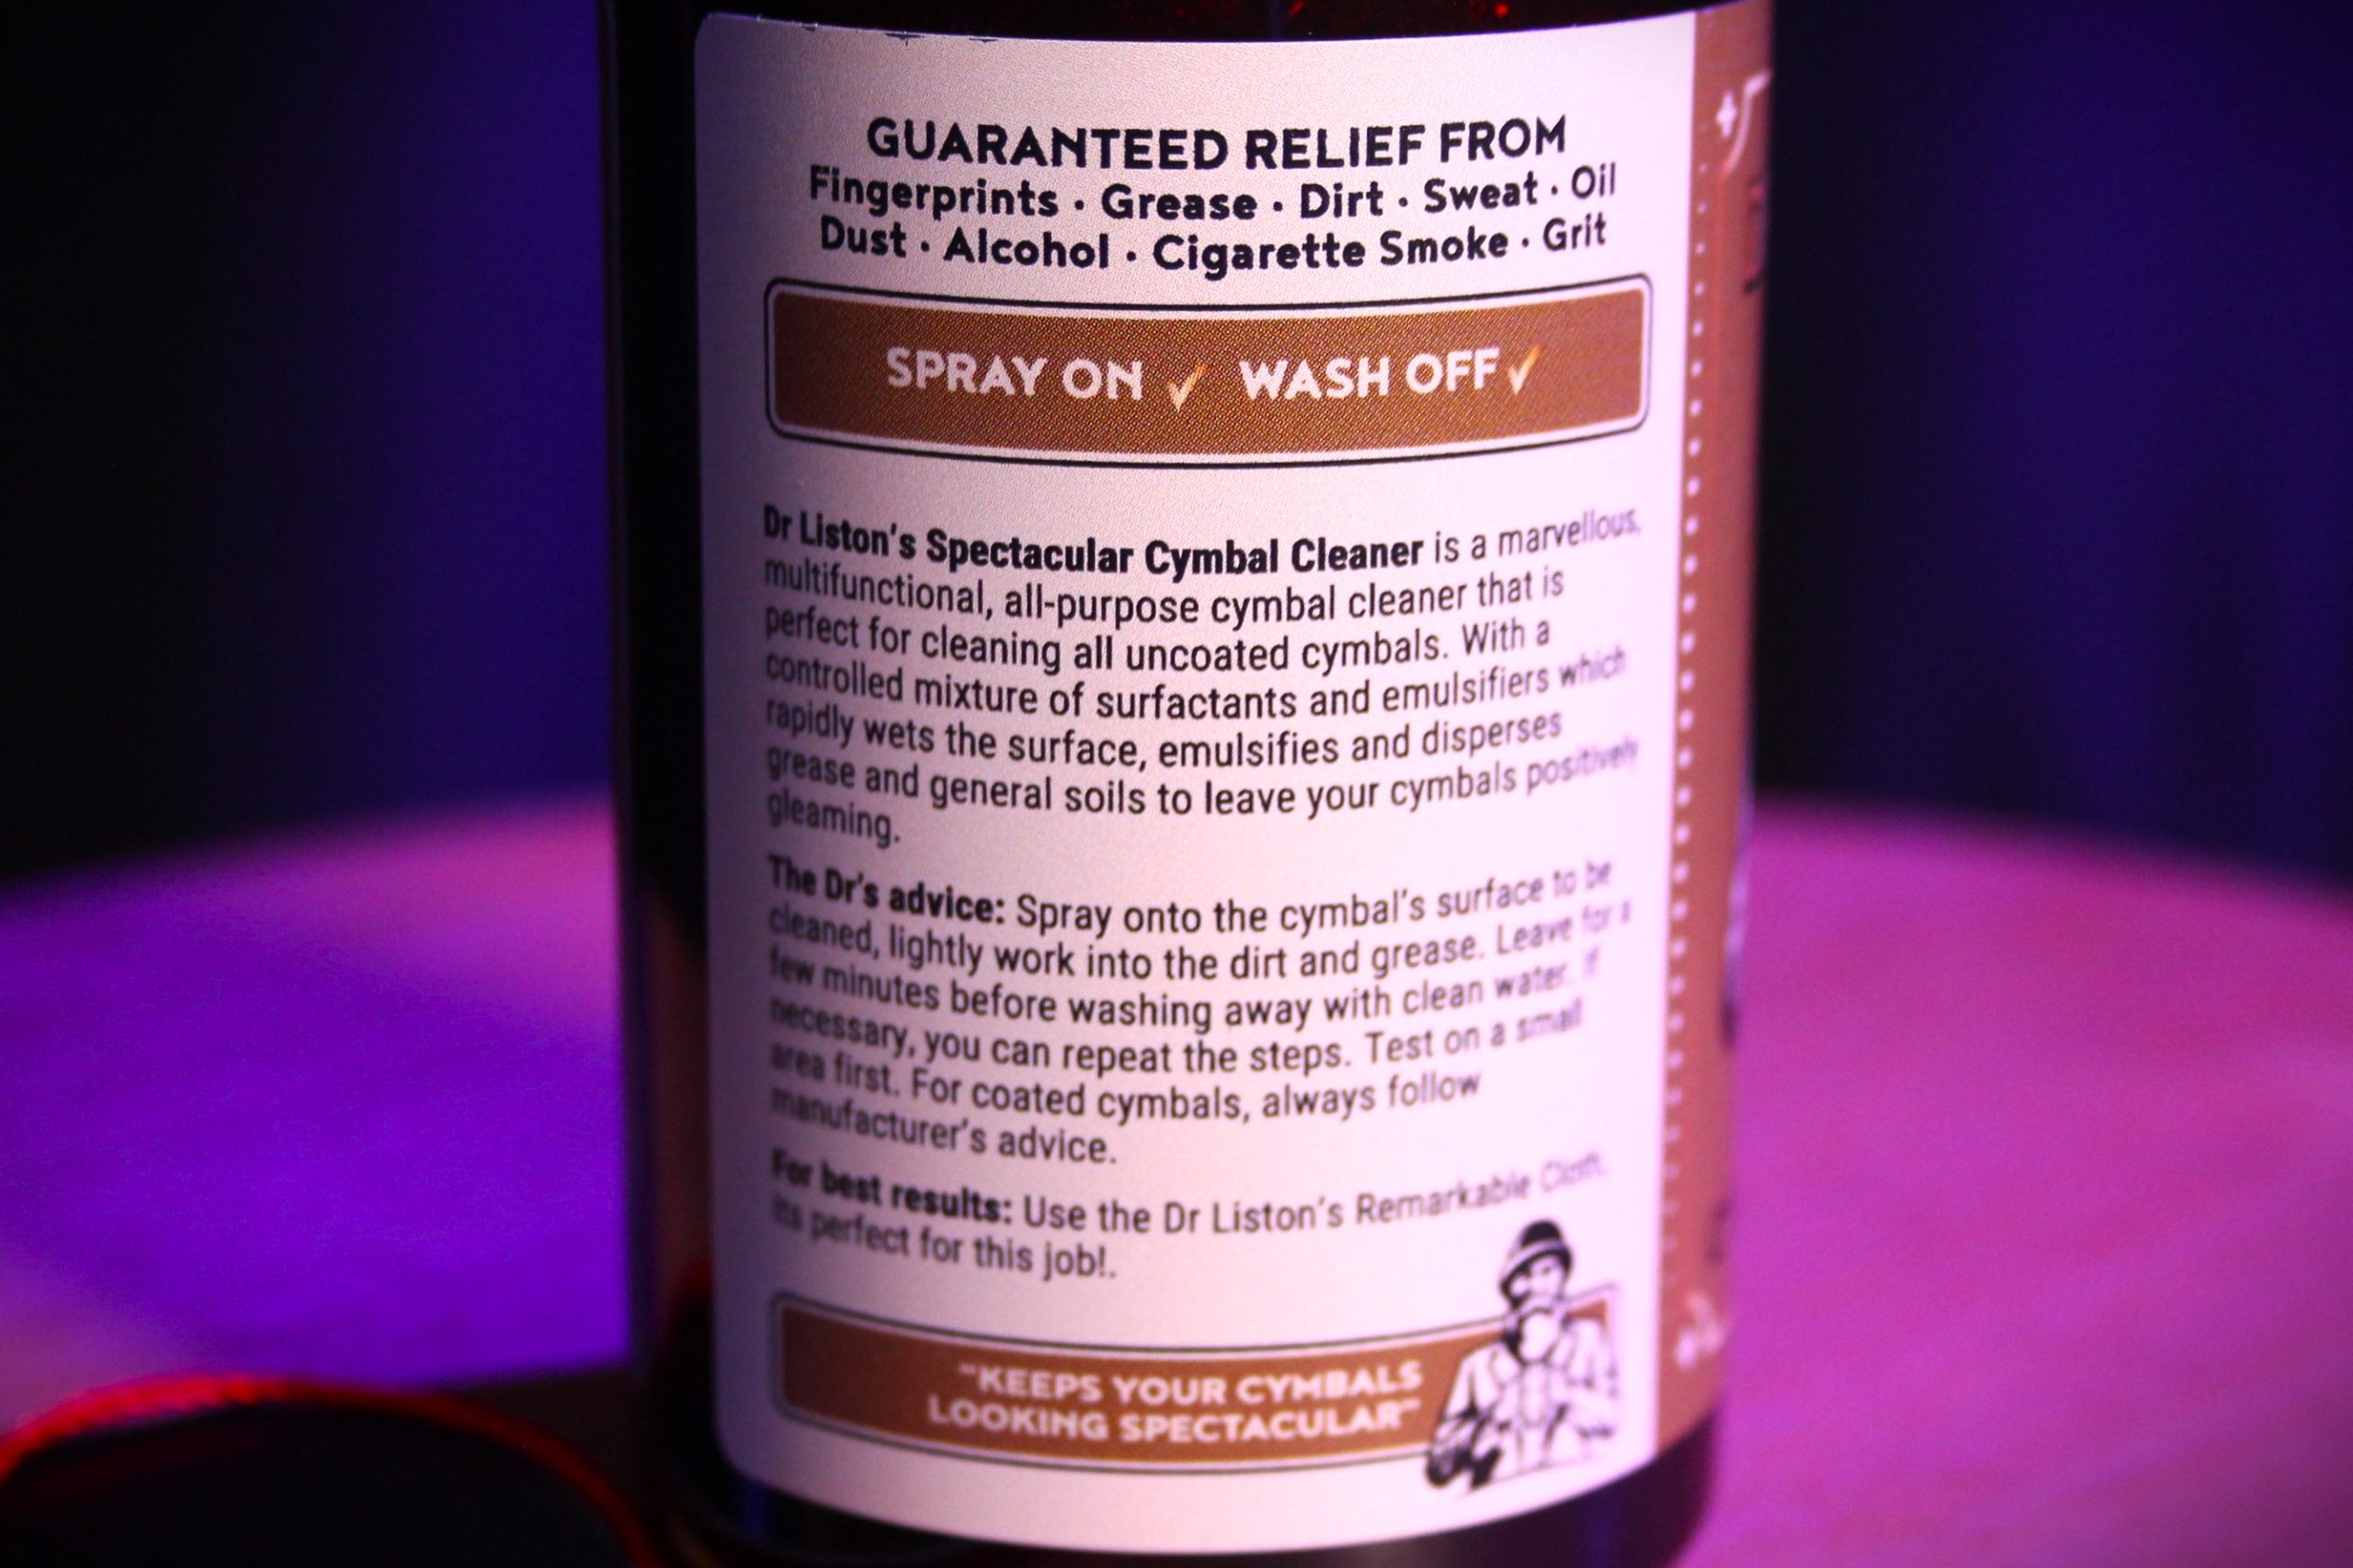 GUARANTEED RELIEF FROM
Fingerprints · Grease · Dirt · Sweat · Oil
Dust · Alcohol · Cigarette Smoke · Grit
SPRAY ON ✓ WASH OFF ✓
Dr Liston's Spectacular Cymbal Cleaner is a marvellous,
multifunctional, all-purpose cymbal cleaner that is
perfect for cleaning all uncoated cymbals. With a
controlled mixture of surfactants and emulsifiers which
rapidly wets the surface, emulsifies and disperses
grease and general soils to leave your cymbals positively
gleaming.
The Dr's advice: Spray onto the cymbal's surface to be
cleaned, lightly work into the dirt and grease. Leave for a
few minutes before washing away with clean water. If
necessary, you can repeat the steps. Test on a small
area first. For coated cymbals, always follow
manufacturer's advice.
For best results: Use the Dr Liston's Remarkable Cloth,
its perfect for this job!.
"KEEPS YOUR CYMBALS
LOOKING SPECTACULAR"